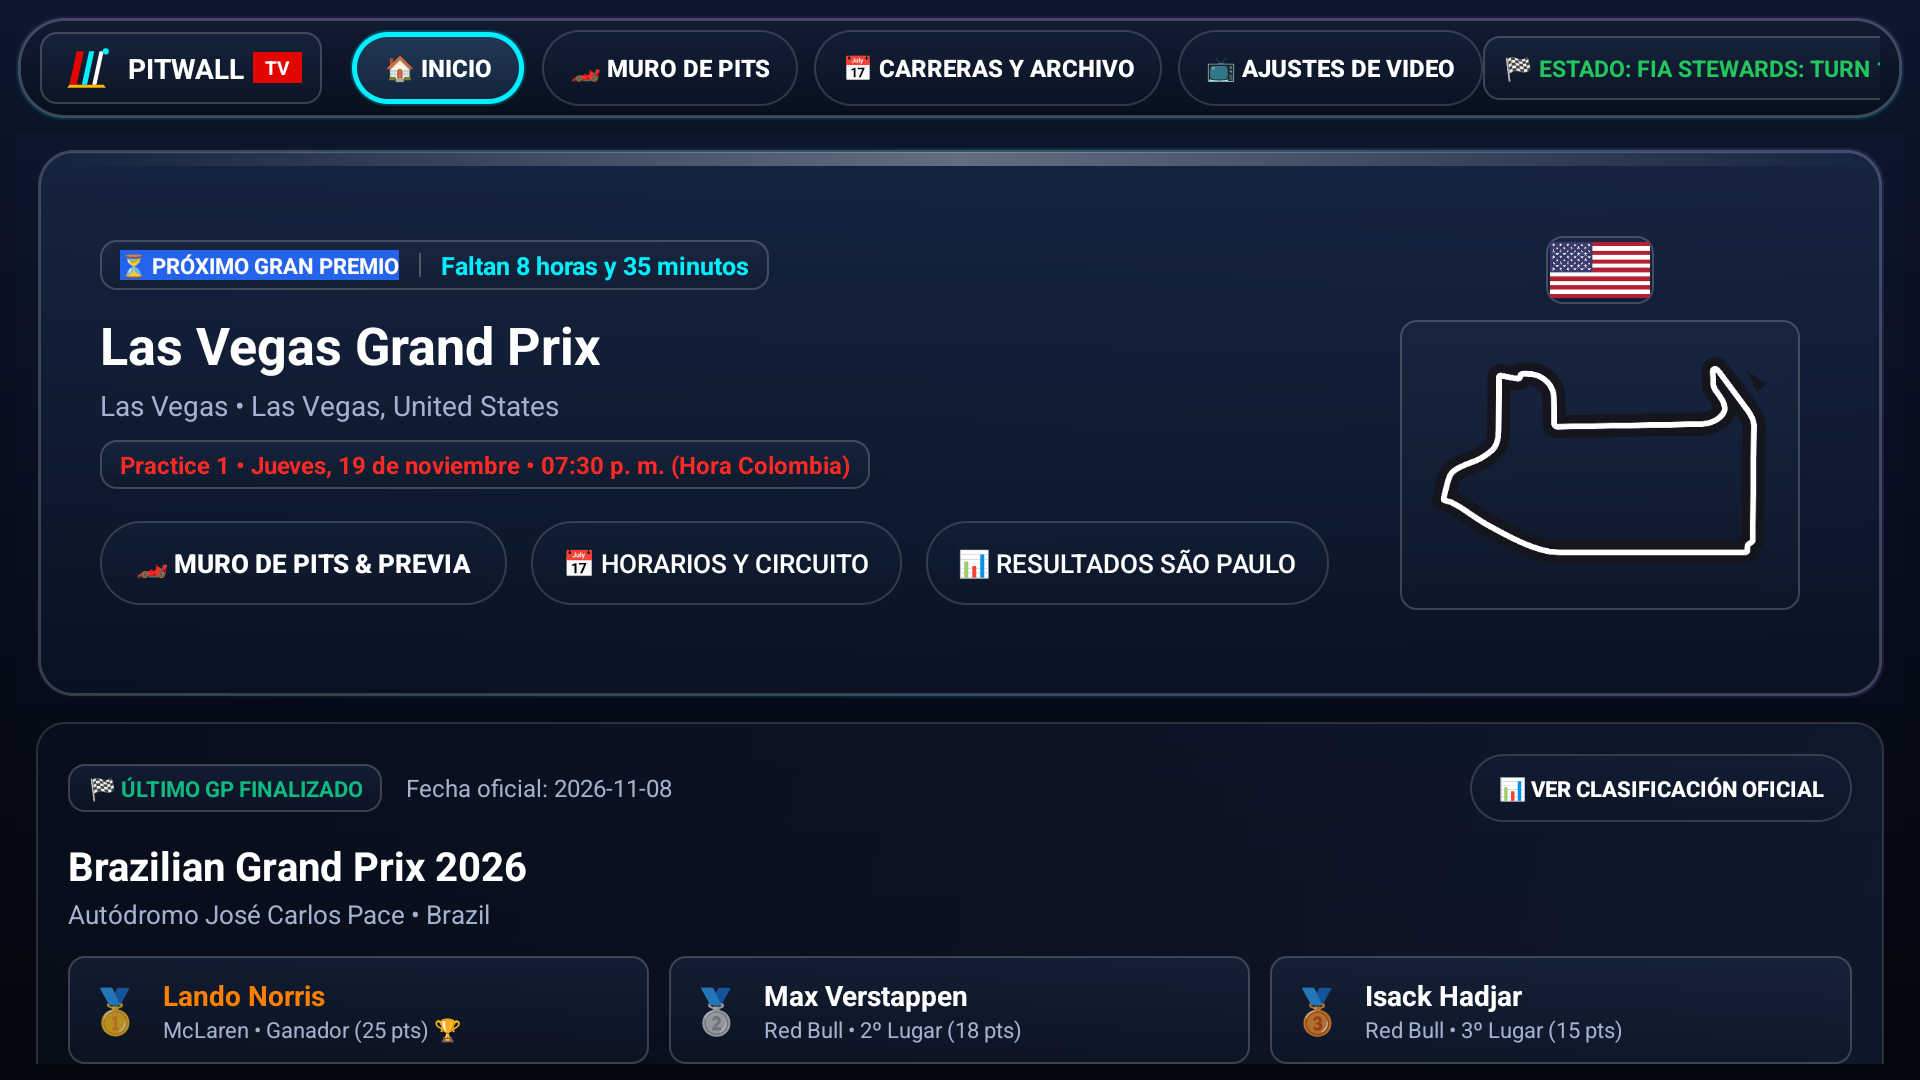 PITWALL TV
INICIO
MURO DE PITS
CARRERAS Y ARCHIVO
AJUSTES DE VIDEO
ESTADO: FIA STEWARDS: TURN
PRÓXIMO GRAN PREMIO
Faltan 8 horas y 35 minutos
Las Vegas Grand Prix
Las Vegas • Las Vegas, United States
Practice 1 • Jueves, 19 de noviembre • 07:30 p. m. (Hora Colombia)
MURO DE PITS & PREVIA
HORARIOS Y CIRCUITO
RESULTADOS SÃO PAULO
ÚLTIMO GP FINALIZADO
Fecha oficial: 2026-11-08
VER CLASIFICACIÓN OFICIAL
Brazilian Grand Prix 2026
Autódromo José Carlos Pace • Brazil
Lando Norris
McLaren • Ganador (25 pts)
Max Verstappen
Red Bull • 2º Lugar (18 pts)
Isack Hadjar
Red Bull • 3º Lugar (15 pts)